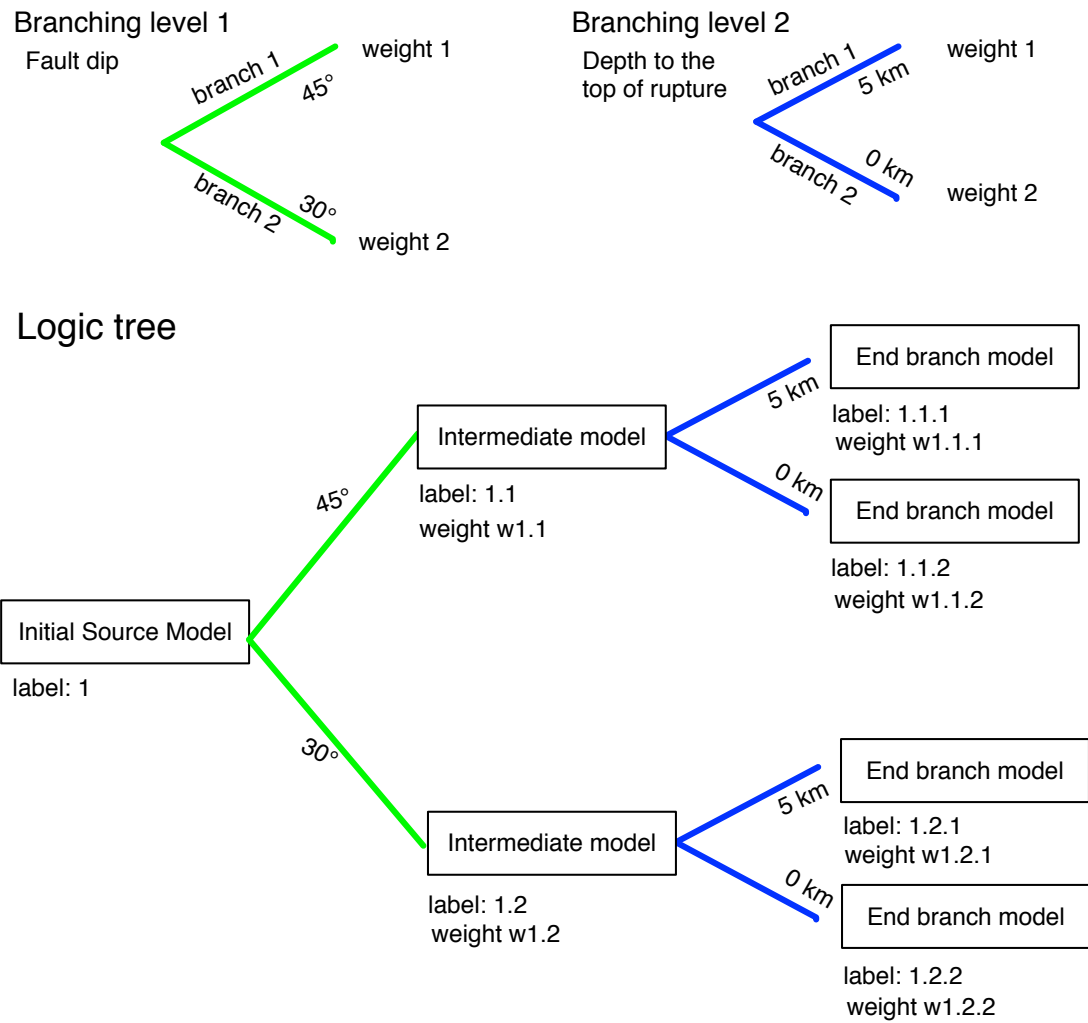 Branching level 1
Fault dip
branch 1
45°
weight 1
branch 2
30°
weight 2
Branching level 2
Depth to the
top of rupture
branch 1
5 km
weight 1
branch 2
0 km
weight 2
Logic tree
Initial Source Model
label: 1
45°
30°
Intermediate model
label: 1.1
weight w1.1
5 km
0 km
End branch model
label: 1.1.1
weight w1.1.1
End branch model
label: 1.1.2
weight w1.1.2
Intermediate model
label: 1.2
weight w1.2
5 km
0 km
End branch model
label: 1.2.1
weight w1.2.1
End branch model
label: 1.2.2
weight w1.2.2